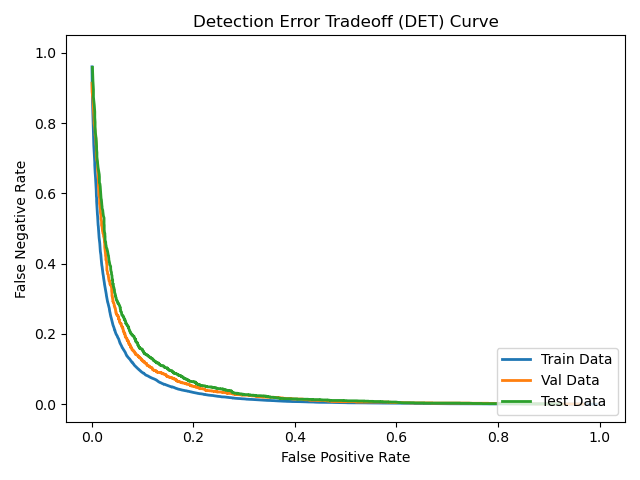 Detection Error Tradeoff (DET) Curve
1.0
0.8
0.6
0.4
0.2
0.0
False Negative Rate
Train Data
Val Data
Test Data
0.0 0.2 0.4 0.6 0.8 1.0
False Positive Rate